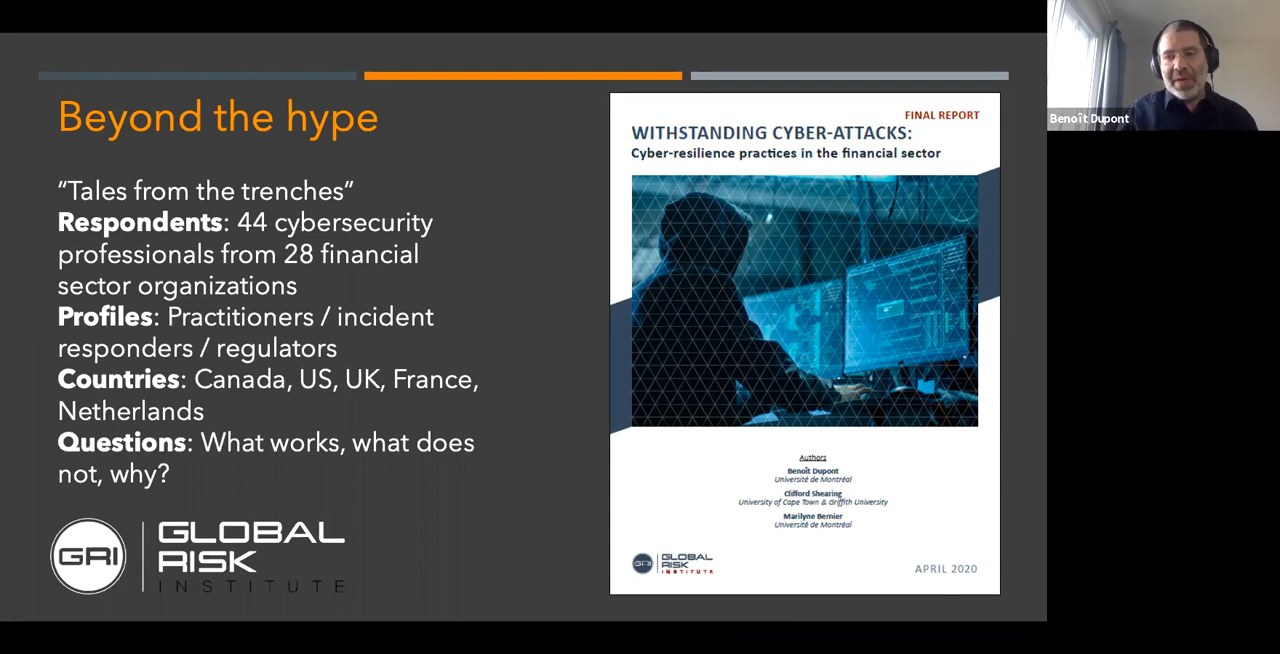 Beyond the hype
“Tales from the trenches”
Respondents: 44 cybersecurity
professionals from 28 financial
sector organizations
Profiles: Practitioners / incident
responders / regulators
Countries: Canada, US, UK, France,
Netherlands
Questions: What works, what does
not, why?
GRI
GLOBAL
RISK
INSTITUTE
FINAL REPORT
WITHSTANDING CYBER-ATTACKS:
Cyber-resilience practices in the financial sector
Authors
Benoît Dupont
Université de Montréal
Clifford Shearing
University of Cape Town & Griffith University
Marilyne Bernier
Université de Montréal
GRI
GLOBAL
RISK
INSTITUTE
APRIL 2020
Benoît Dupont